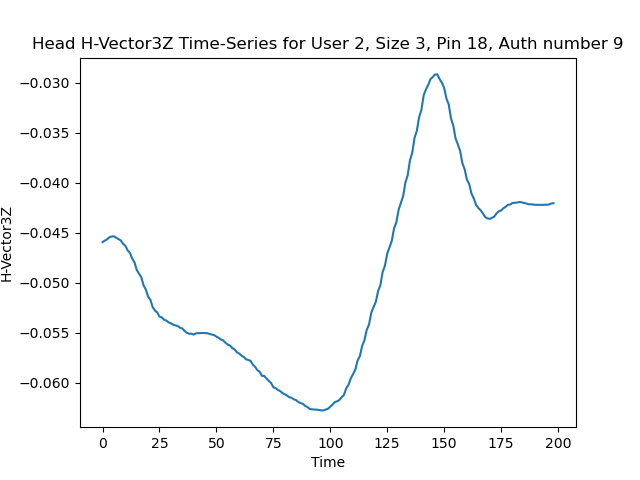 Head H-Vector3Z Time-Series for User 2, Size 3, Pin 18, Auth number 9
−0.030
−0.035
−0.040
−0.045
−0.050
−0.055
−0.060
H-Vector3Z
0 25 50 75 100 125 150 175 200
Time